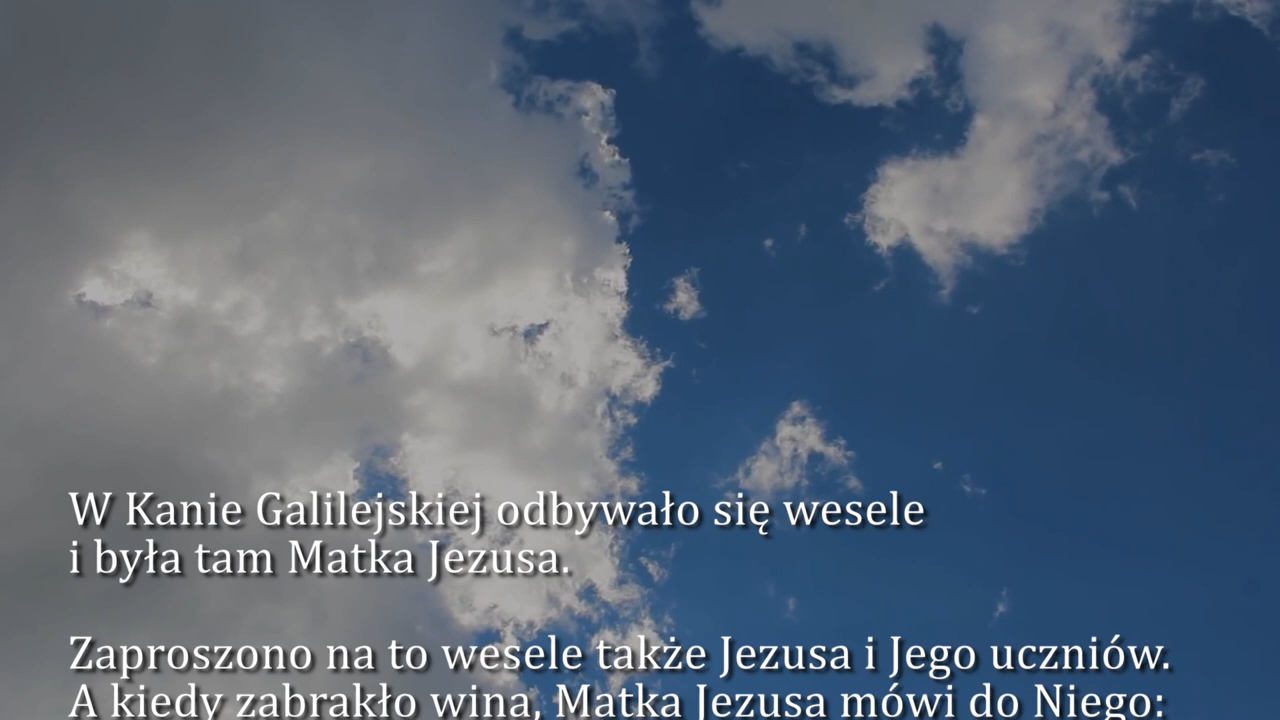 W Kanie Galilejskiej odbywało się wesele
i była tam Matka Jezusa.
Zaproszono na to wesele także Jezusa i Jego uczniów.
A kiedy zabrakło wina, Matka Jezusa mówi do Niego: